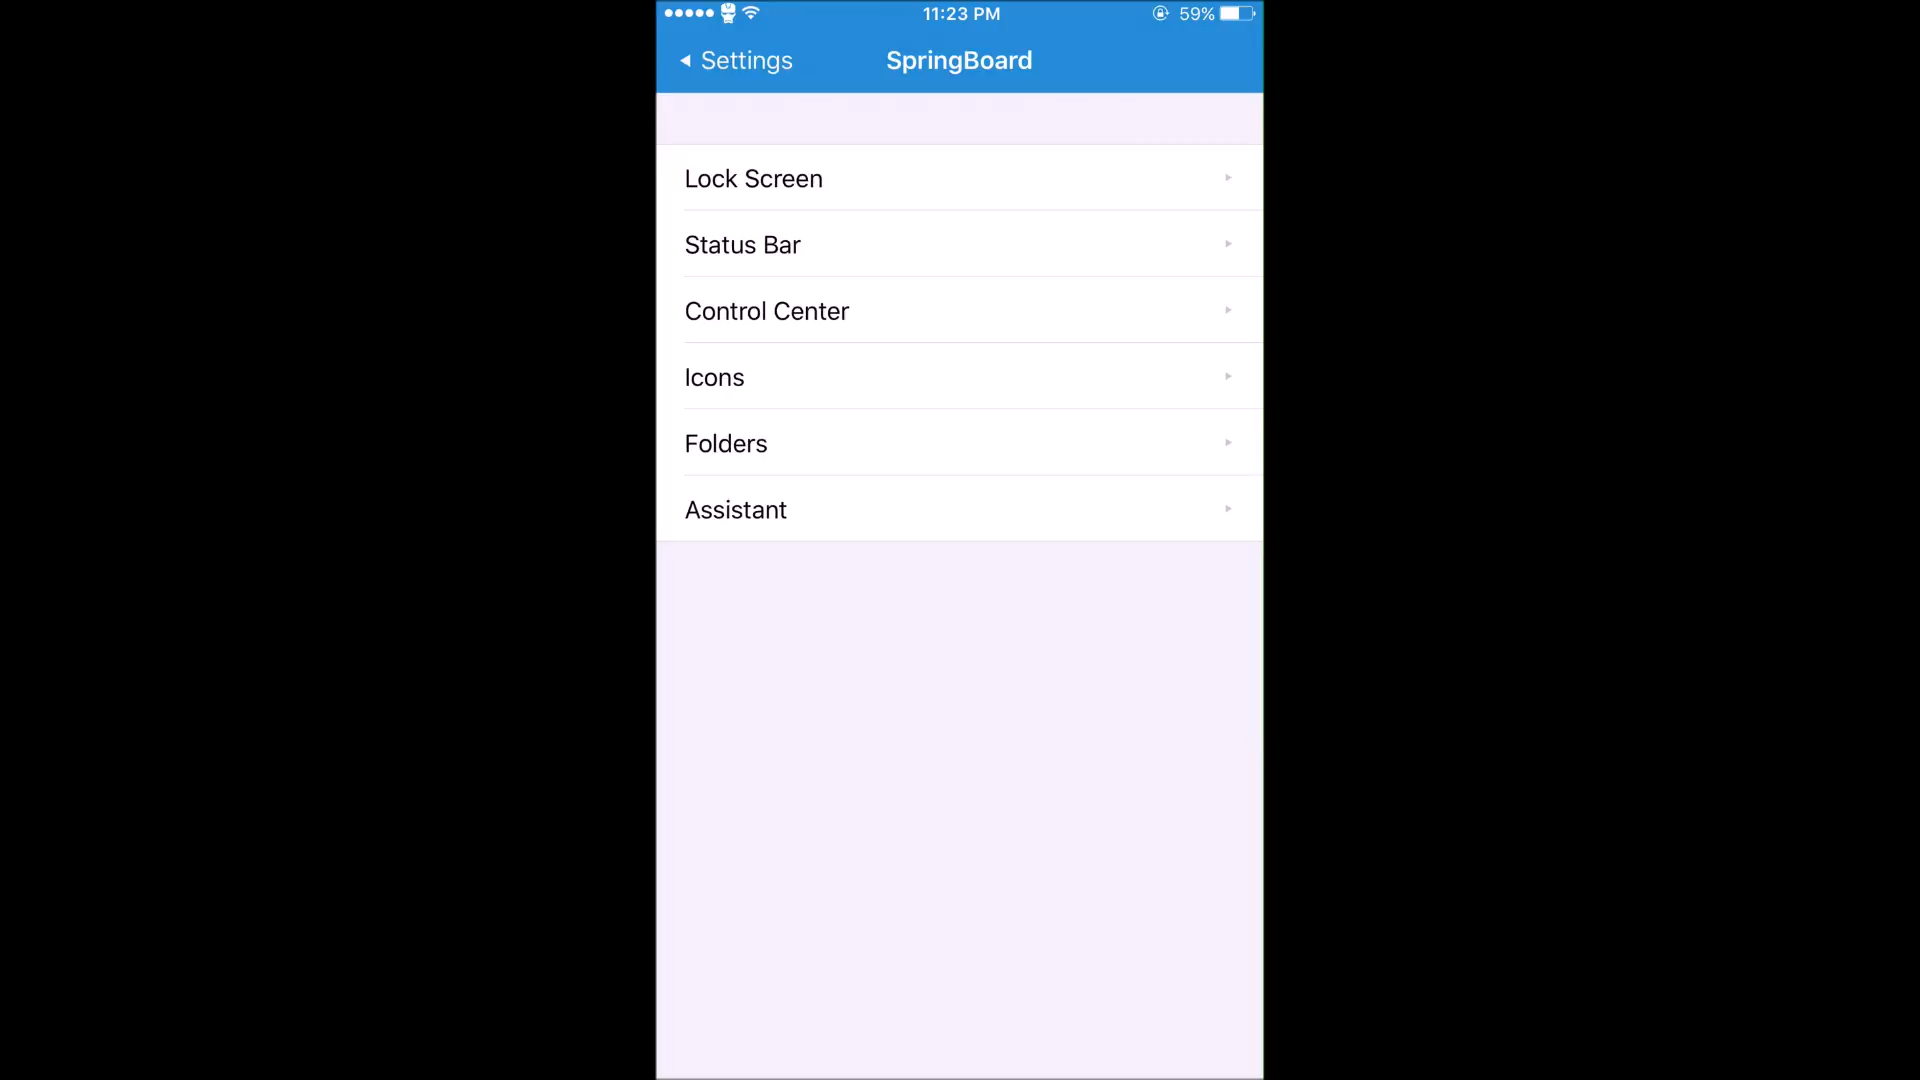 11:23 PM 59%
Settings SpringBoard
Lock Screen
Status Bar
Control Center
Icons
Folders
Assistant